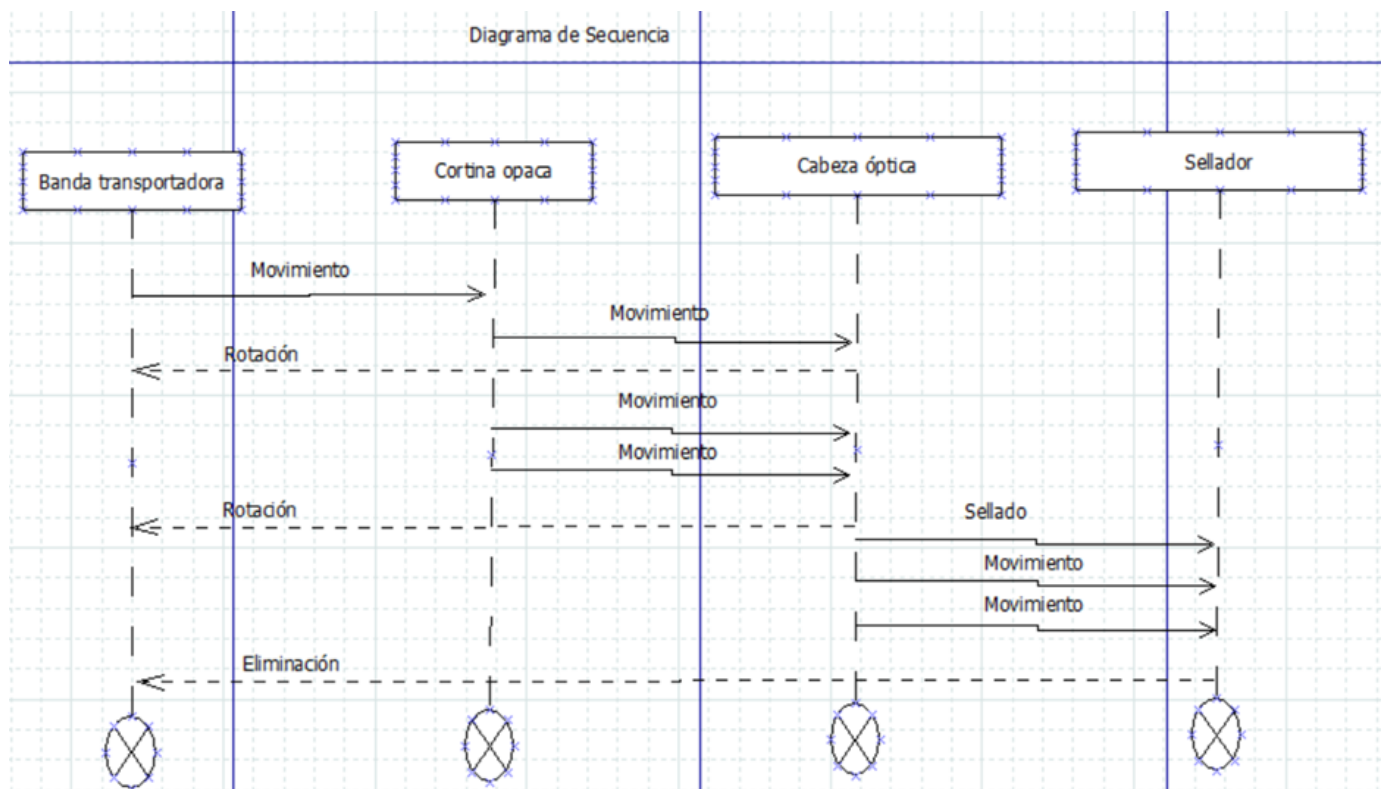 Diagrama de Secuencia
Banda transportadora
Cortina opaca
Cabeza óptica
Sellador
Movimiento
Movimiento
Rotación
Movimiento
Movimiento
Rotación
Sellado
Movimiento
Movimiento
Eliminación